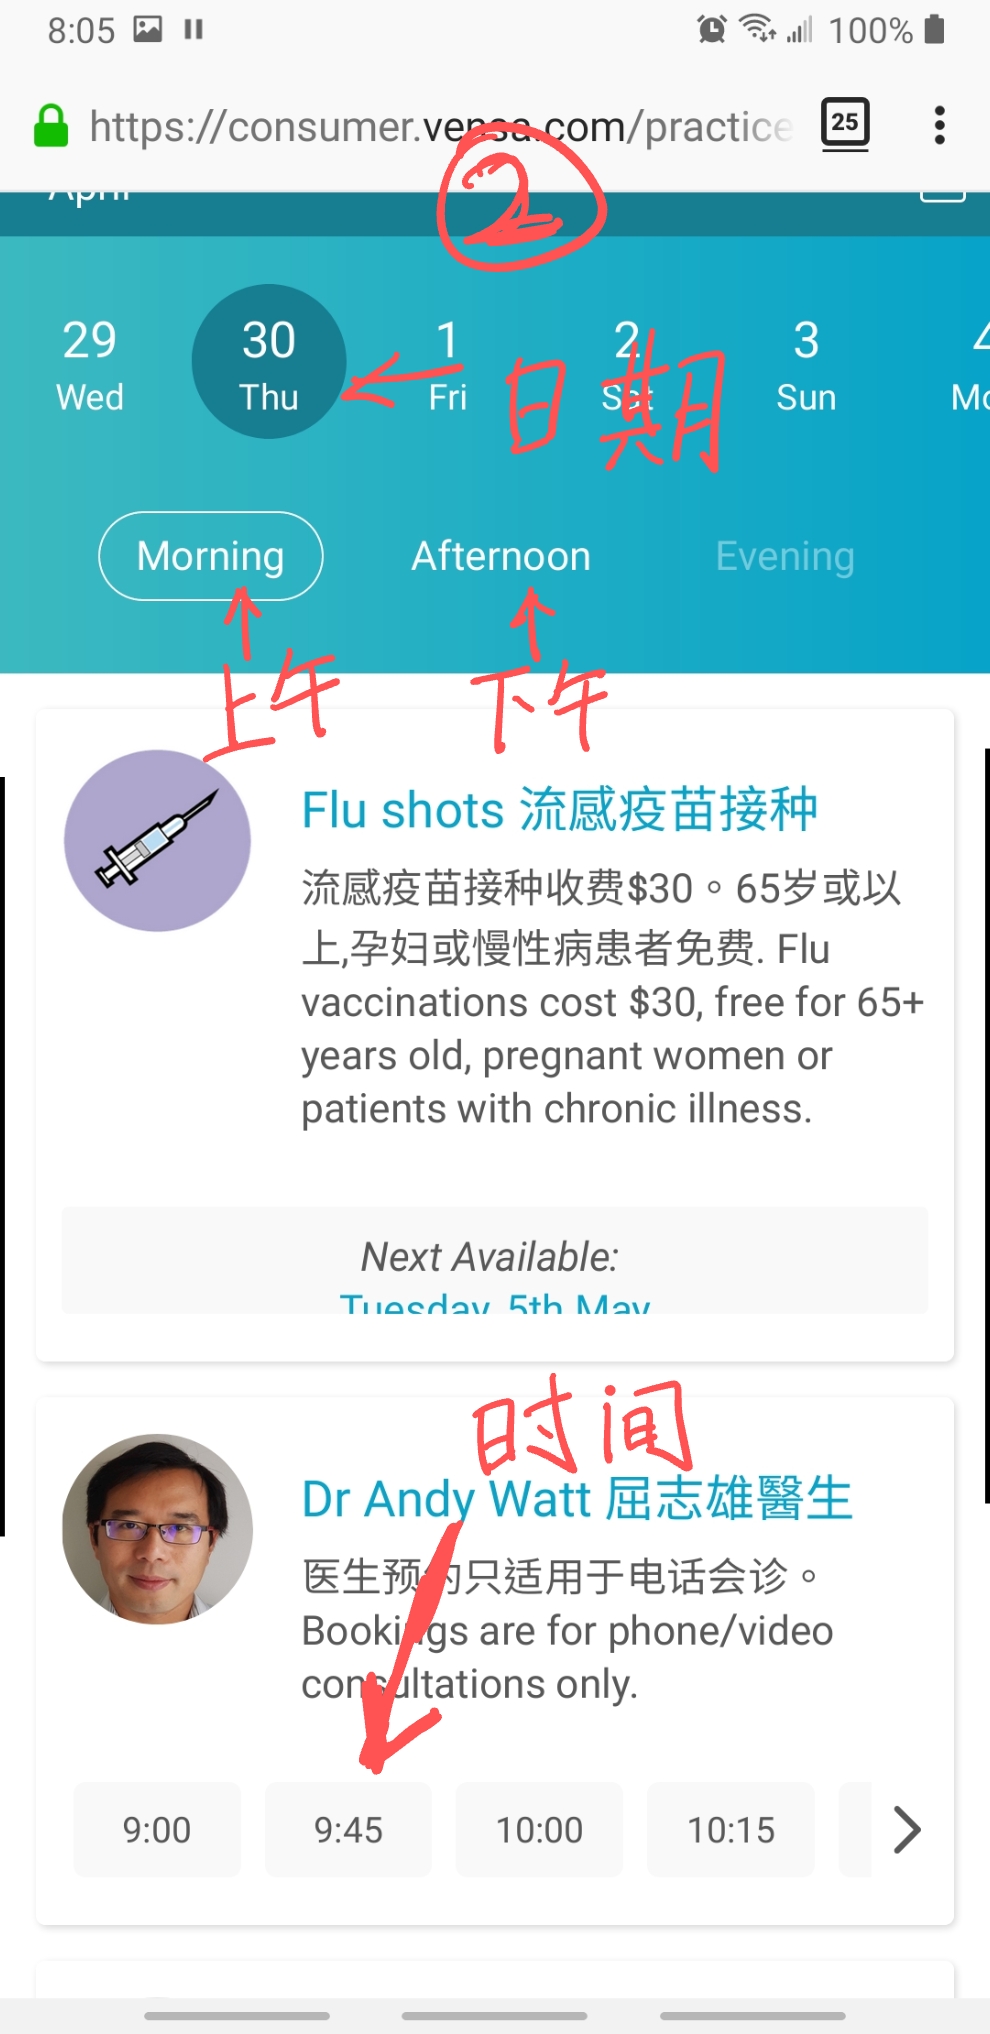 8:05 100%
https://consumer.vensa.com/practice 25
April
②
29 30 1 2 3 4
Wed Thu Fri Sat Sun Mo
日期
Morning Afternoon Evening
上午 下午
Flu shots 流感疫苗接种
流感疫苗接种收费$30。65岁或以
上,孕妇或慢性病患者免费. Flu
vaccinations cost $30, free for 65+
years old, pregnant women or
patients with chronic illness.
Next Available:
Tuesday, 5th May
时间
Dr Andy Watt 屈志雄醫生
医生预约只适用于电话会诊。
Bookings are for phone/video
consultations only.
9:00 9:45 10:00 10:15